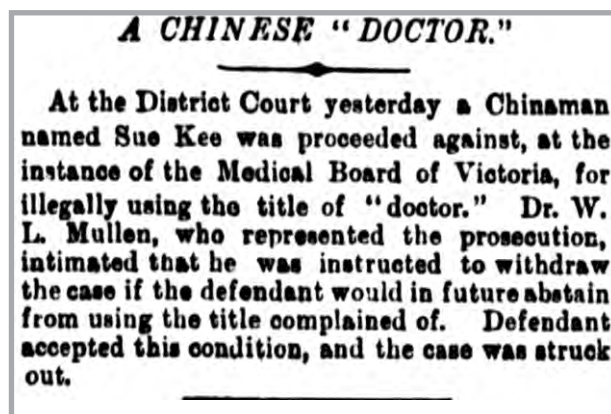 A CHINESE "DOCTOR."
At the District Court yesterday a Chinaman
named Sue Kee was proceeded against, at the
instance of the Medical Board of Victoria, for
illegally using the title of "doctor." Dr. W.
L. Mullen, who represented the prosecution,
intimated that he was instructed to withdraw
the case if the defendant would in future abstain
from using the title complained of. Defendant
accepted this condition, and the case was struck
out.